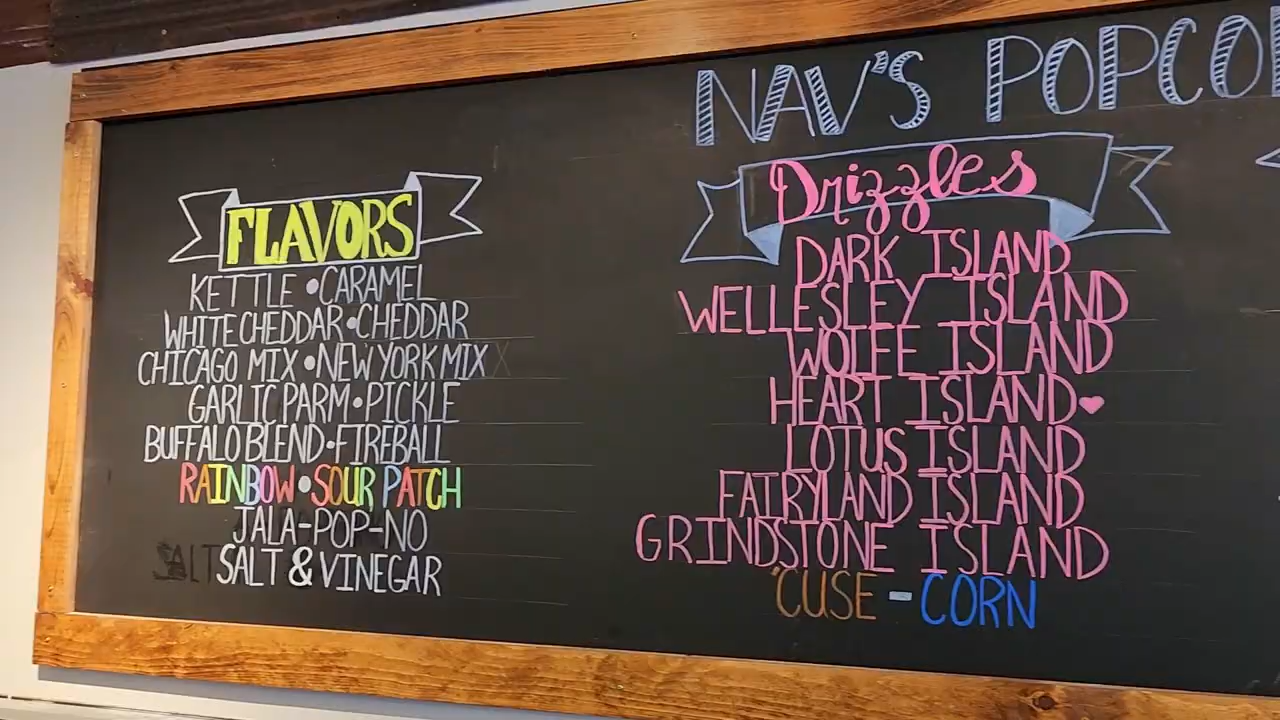 NAV'S POPCO
FLAVORS
KETTLE • CARAMEL
WHITE CHEDDAR • CHEDDAR
CHICAGO MIX • NEW YORK MIX
GARLIC PARM • PICKLE
BUFFALO BLEND • FIREBALL
RAINBOW • SOUR PATCH
JALA-POP-NO
SALT & VINEGAR
Drizzles
DARK ISLAND
WELLESLEY ISLAND
WOLFE ISLAND
HEART ISLAND ♥
LOTUS ISLAND
FAIRYLAND ISLAND
GRINDSTONE ISLAND
'CUSE - CORN